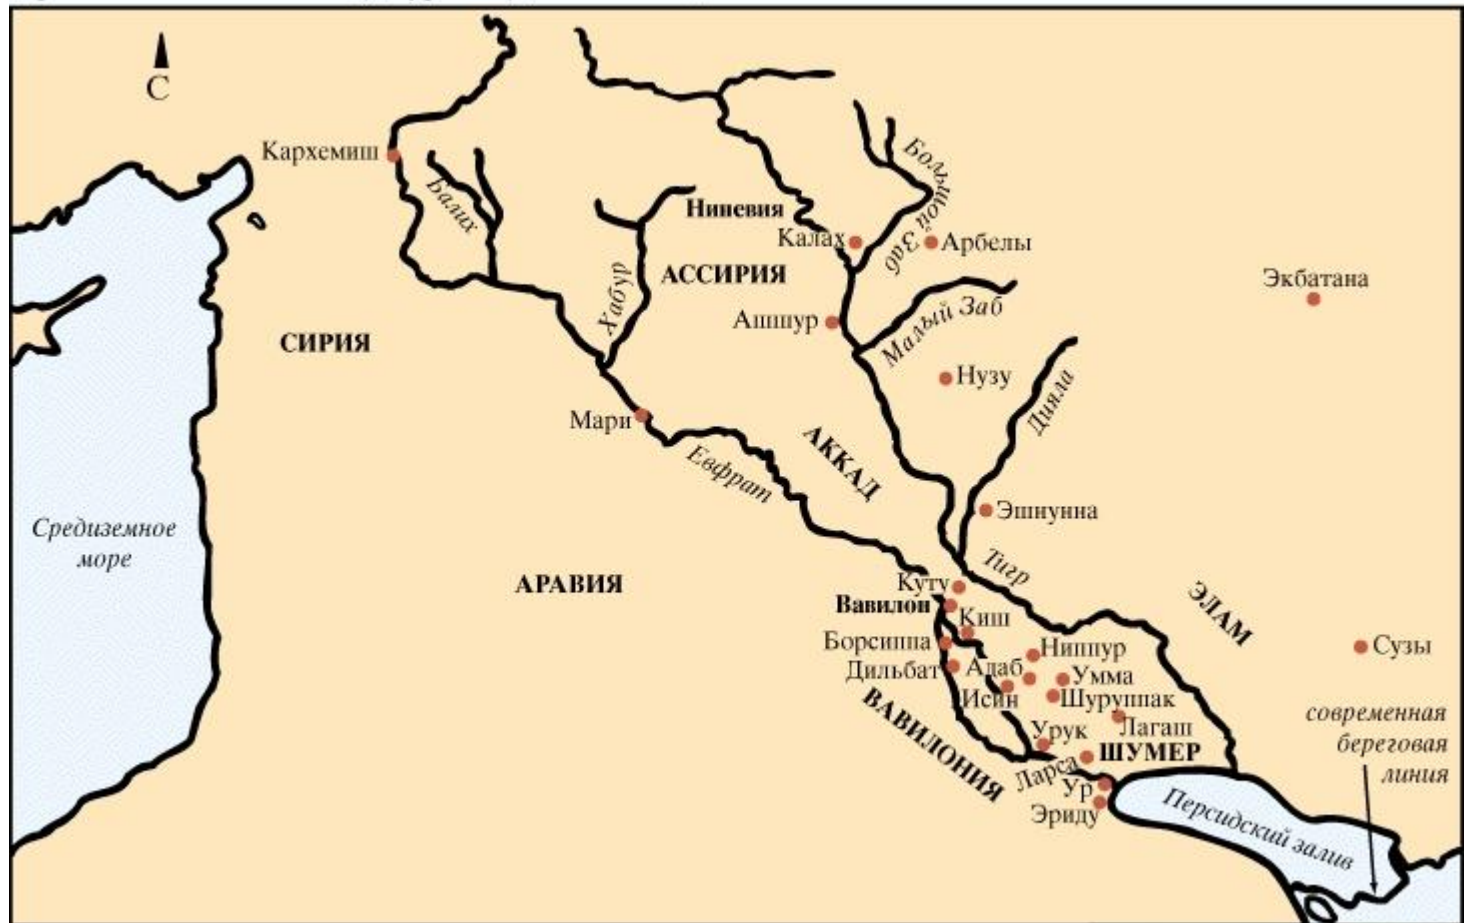 С
Кархемиш
Балих
Большой Заб
Ниневия
Калах
Арбелы
Хабур
АССИРИЯ
Экбатана
Ашшур
Малый Заб
СИРИЯ
Нузу
Дияла
Мари
АККАД
Евфрат
Эшнунна
Средиземное
море
Тигр
АРАВИЯ
Куту
Вавилон
Киш
ЭЛАМ
Борсиппа
Ниппур
Сузы
Дильбат
Адаб
Умма
Исин
Шуруппак
ВАВИЛОНИЯ
Лагаш
современная
береговая
линия
Урук
ШУМЕР
Ларса
Ур
Эриду
Персидский залив